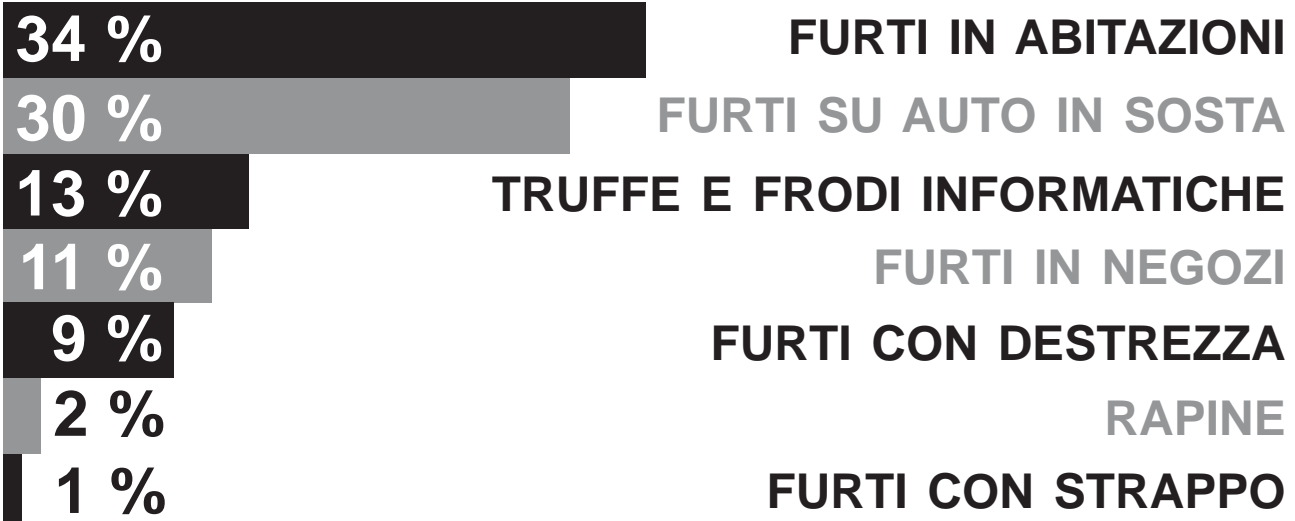 34 % FURTI IN ABITAZIONI
30 % FURTI SU AUTO IN SOSTA
13 % TRUFFE E FRODI INFORMATICHE
11 % FURTI IN NEGOZI
9 % FURTI CON DESTREZZA
2 % RAPINE
1 % FURTI CON STRAPPO